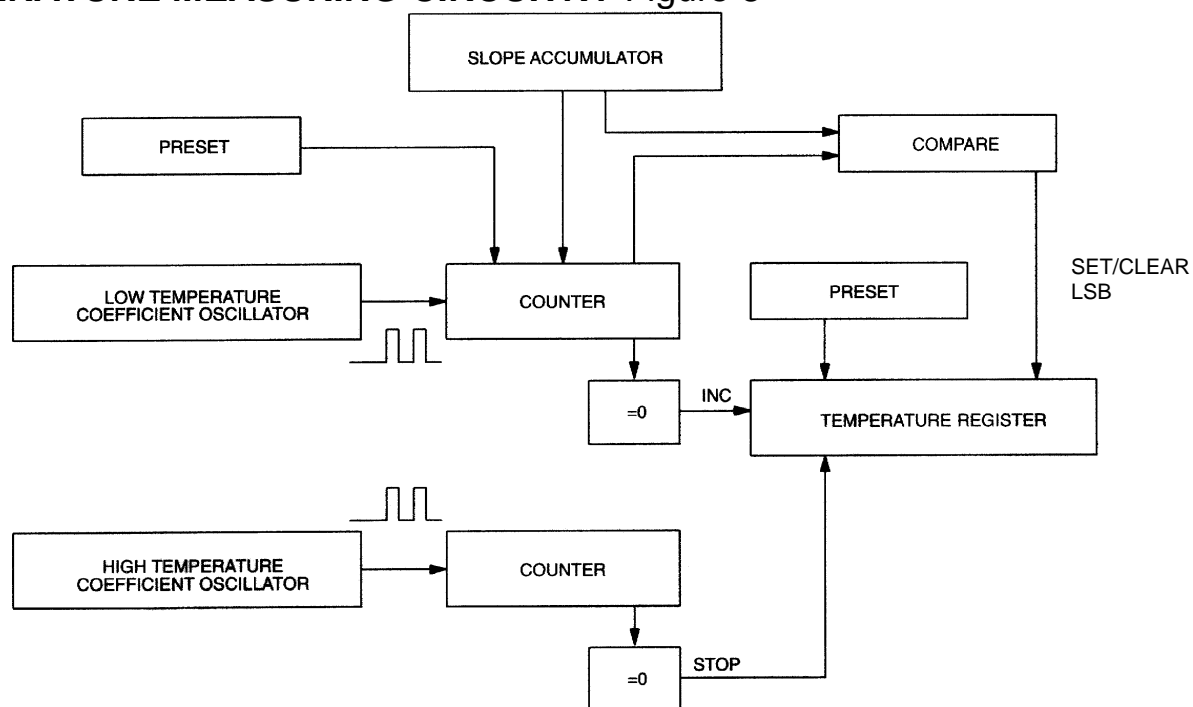 Figure
SLOPE ACCUMULATOR
PRESET
COMPARE
LOW TEMPERATURE
COEFFICIENT OSCILLATOR
COUNTER
PRESET
SET/CLEAR
LSB
=0
INC
TEMPERATURE REGISTER
HIGH TEMPERATURE
COEFFICIENT OSCILLATOR
COUNTER
=0
STOP